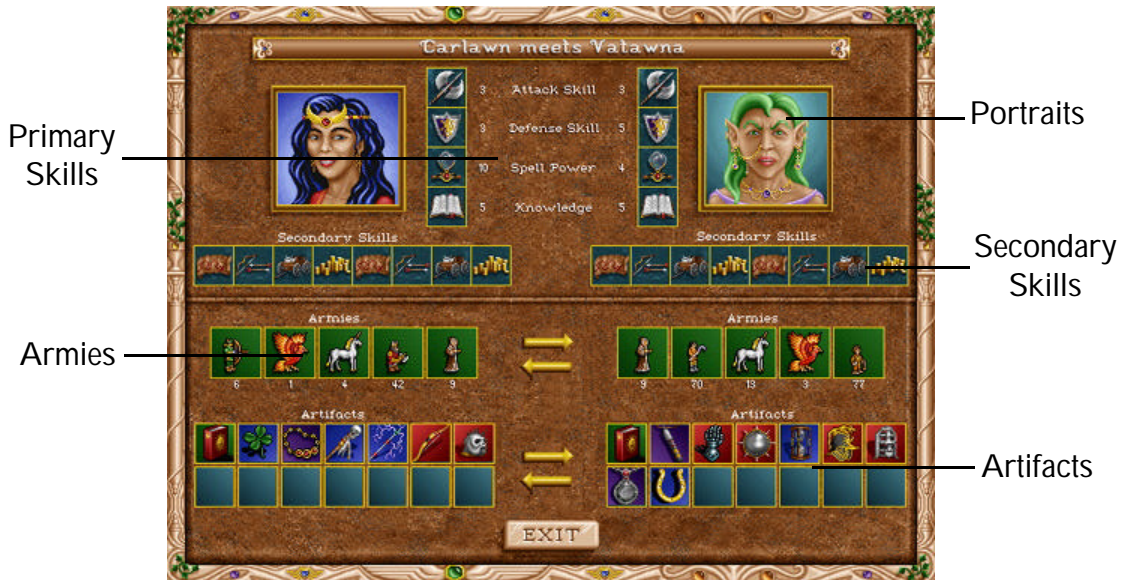 Carlawn meets Vatawna
3 Attack Skill 3
3 Defense Skill 5
10 Spell Power 4
5 Knowledge 5
Primary
Skills
Portraits
Secondary Skills
Secondary Skills
Secondary
Skills
Armies
Armies
Armies
6 1 4 42 9
9 70 13 3 77
Artifacts
Artifacts
Artifacts
EXIT